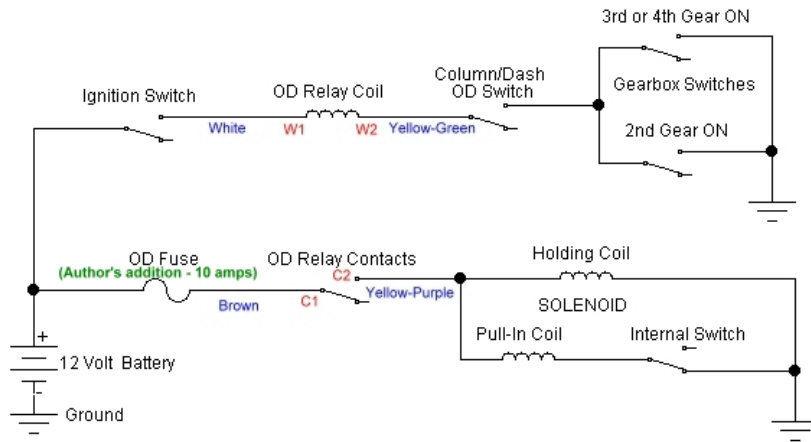 3rd or 4th Gear ON
Column/Dash
OD Switch
Gearbox Switches
Ignition Switch
OD Relay Coil
White
W1
W2
Yellow-Green
2nd Gear ON
OD Fuse
(Author's addition - 10 amps)
OD Relay Contacts
Holding Coil
C2
Yellow-Purple
C1
Brown
SOLENOID
Pull-In Coil
Internal Switch
+
12 Volt Battery
-
Ground